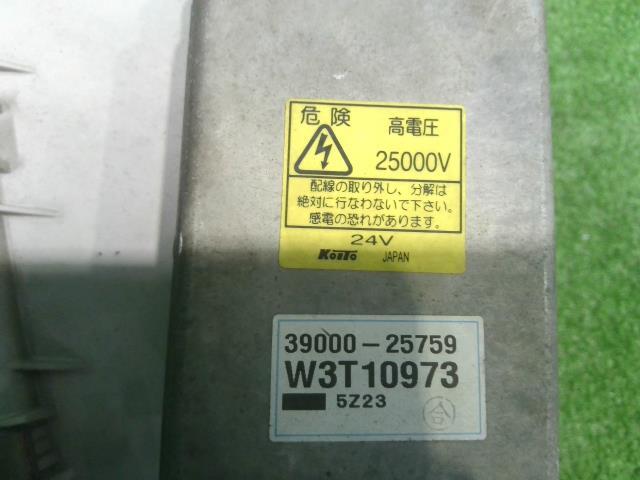 危険
高電圧
25000V
配線の取り外し、分解は
絶対に行なわないで下さい。
感電の恐れがあります。
24V
KOITO JAPAN
39000-25759
W3T10973
5Z23 合